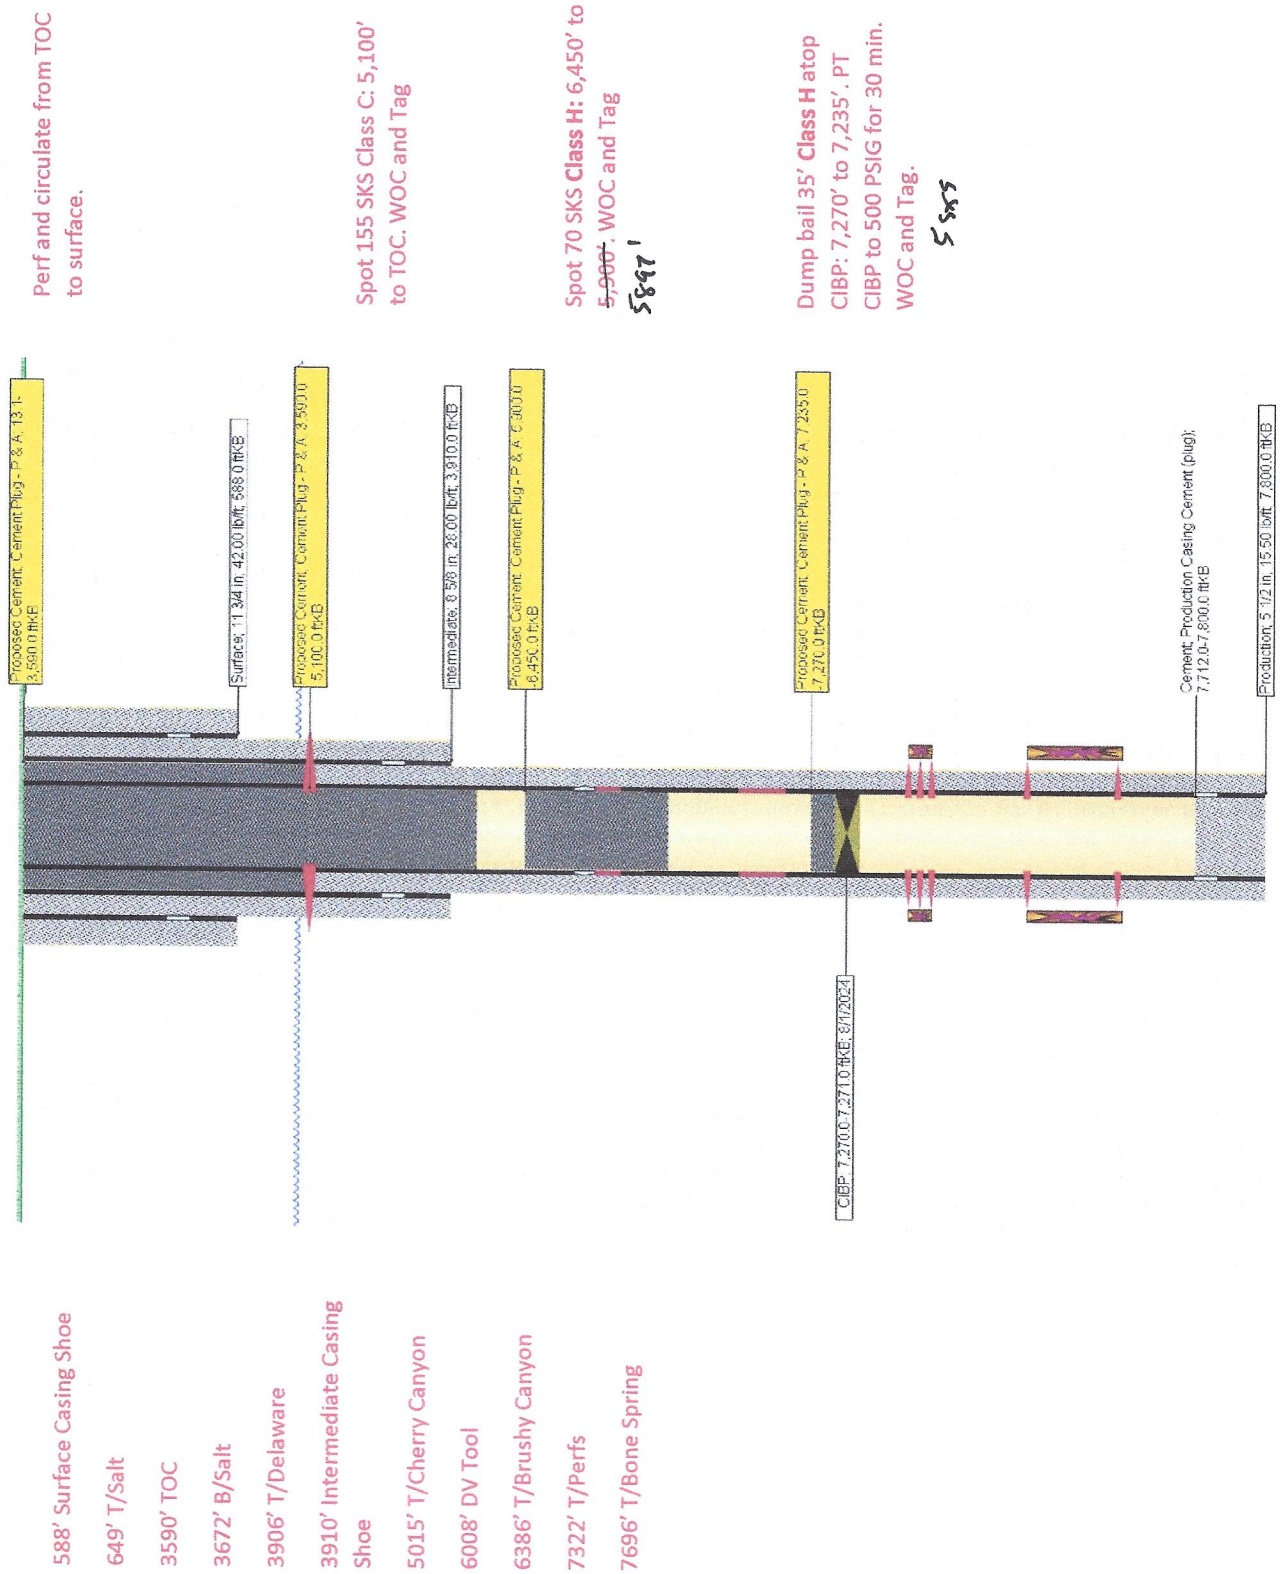 588' Surface Casing Shoe
649' T/Salt
3590' TOC
3672' B/Salt
3906' T/Delaware
3910' Intermediate Casing
Shoe
5015' T/Cherry Canyon
6008' DV Tool
6386' T/Brushy Canyon
7322' T/Perfs
7696' T/Bone Spring
CIBP; 7,270.0-7,271.0 ftKB; 8/1/2024
Proposed Cement; Cement Plug - P & A; 13.1-
3,590.0 ftKB
Surface; 11 3/4 in; 42.00 lb/ft; 588.0 ftKB
Proposed Cement; Cement Plug - P & A; 3,590.0
5,100.0 ftKB
Intermediate; 8 5/8 in; 28.00 lb/ft; 3,910.0 ftKB
Proposed Cement; Cement Plug - P & A; 5,900.0
-6,450.0 ftKB
Proposed Cement; Cement Plug - P & A; 7,235.0
-7,270.0 ftKB
Cement; Production Casing Cement (plug);
7,712.0-7,800.0 ftKB
Production; 5 1/2 in; 15.50 lb/ft; 7,800.0 ftKB
Perf and circulate from TOC
to surface.
Spot 155 SKS Class C: 5,100'
to TOC. WOC and Tag
Spot 70 SKS Class H: 6,450' to
5,900'. WOC and Tag
5897'
Dump bail 35' Class H atop
CIBP: 7,270' to 7,235'. PT
CIBP to 500 PSIG for 30 min.
WOC and Tag.
5 sxs